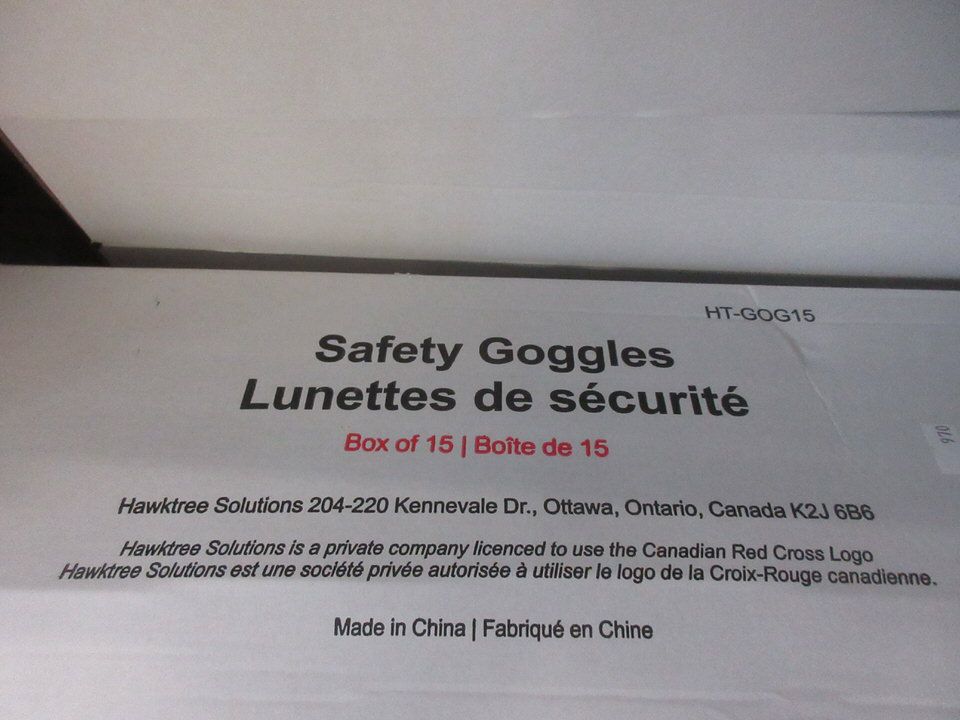 HT-GOG15
Safety Goggles
Lunettes de sécurité
Box of 15 | Boîte de 15
Hawktree Solutions 204-220 Kennevale Dr., Ottawa, Ontario, Canada K2J 6B6
Hawktree Solutions is a private company licenced to use the Canadian Red Cross Logo
Hawktree Solutions est une société privée autorisée à utiliser le logo de la Croix-Rouge canadienne.
Made in China | Fabriqué en Chine
970